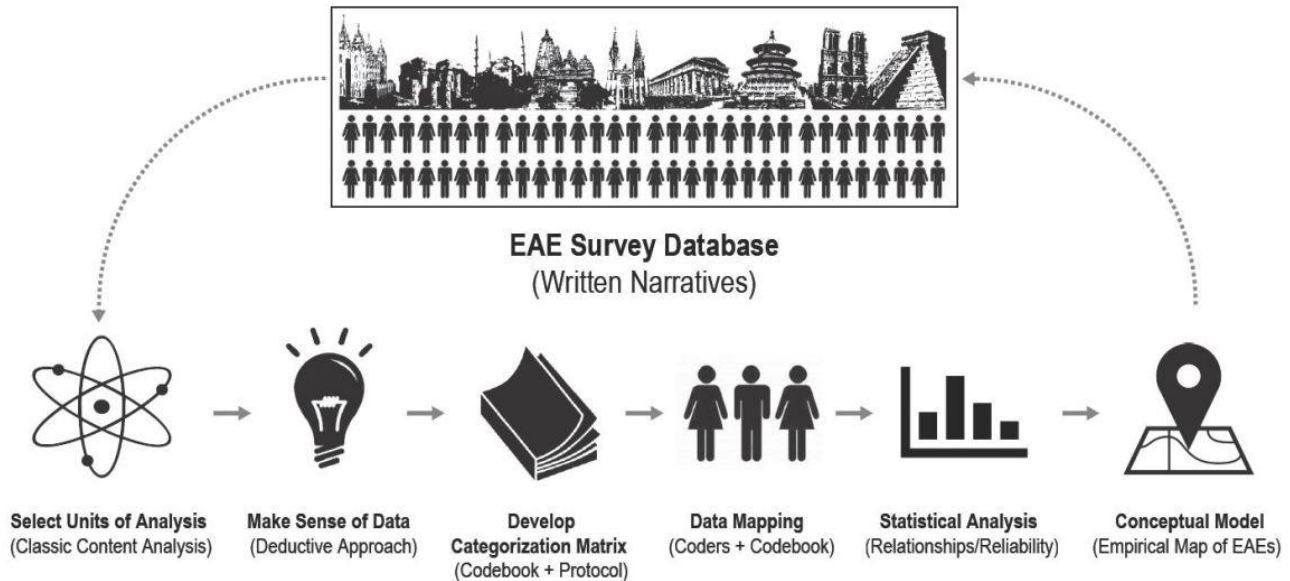 EAE Survey Database
(Written Narratives)
Select Units of Analysis
(Classic Content Analysis)
Make Sense of Data
(Deductive Approach)
Develop
Categorization Matrix
(Codebook + Protocol)
Data Mapping
(Coders + Codebook)
Statistical Analysis
(Relationships/Reliability)
Conceptual Model
(Empirical Map of EAEs)